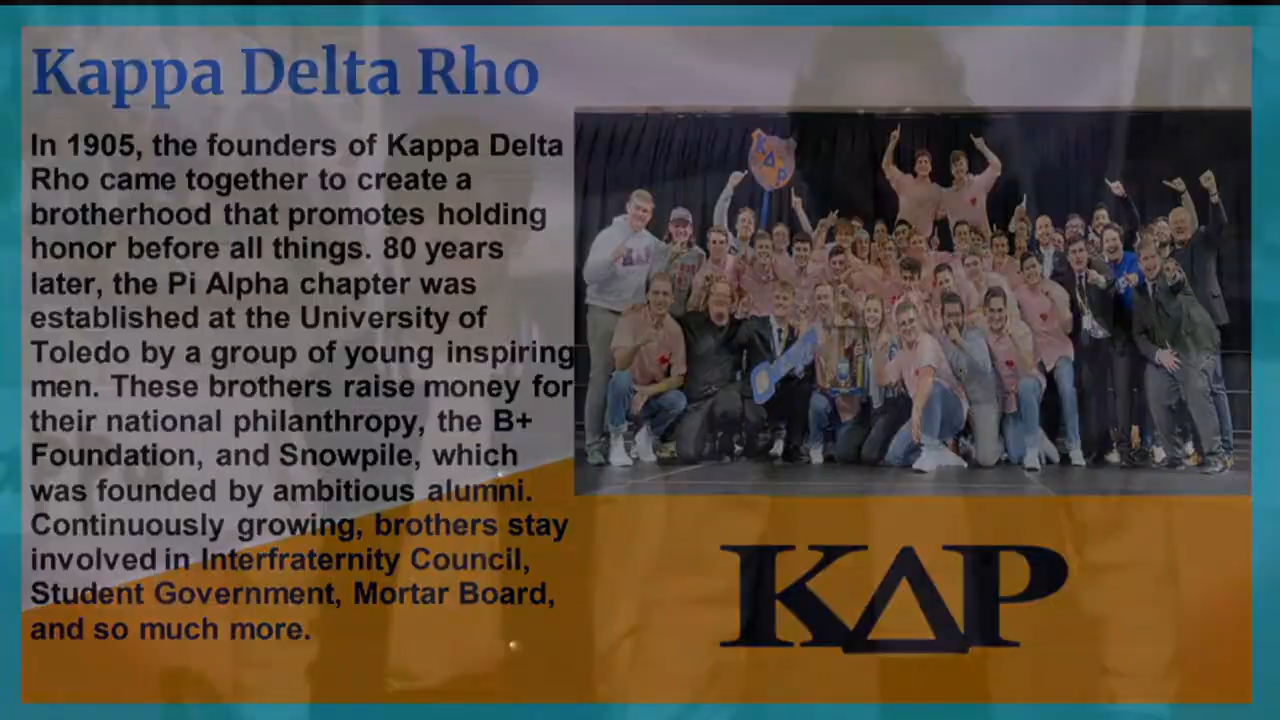 Kappa Delta Rho
In 1905, the founders of Kappa Delta
Rho came together to create a
brotherhood that promotes holding
honor before all things. 80 years
later, the Pi Alpha chapter was
established at the University of
Toledo by a group of young inspiring
men. These brothers raise money for
their national philanthropy, the B+
Foundation, and Snowpile, which
was founded by ambitious alumni.
Continuously growing, brothers stay
involved in Interfraternity Council,
Student Government, Mortar Board,
and so much more.
ΚΔΡ
ΚΔΡ